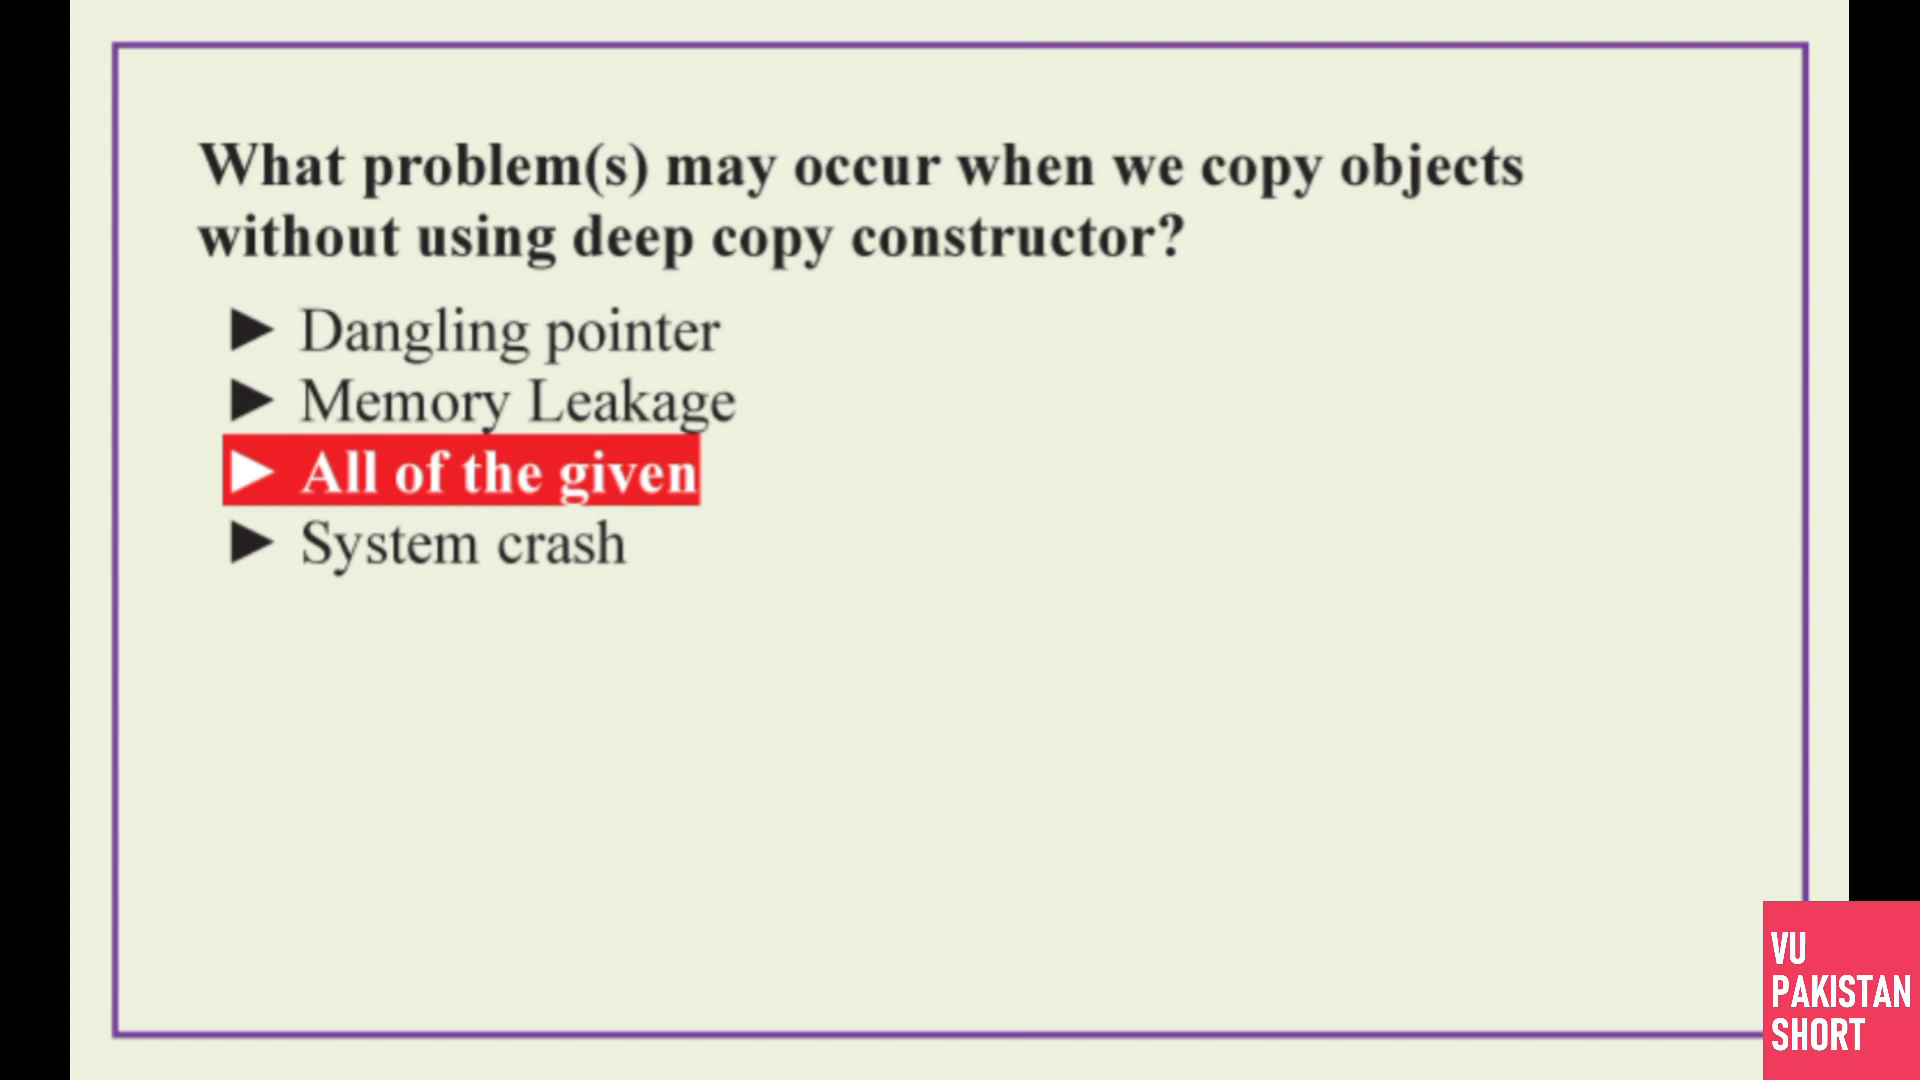 What problem(s) may occur when we copy objects
without using deep copy constructor?
► Dangling pointer
► Memory Leakage
► All of the given
► System crash
VU
PAKISTAN
SHORT